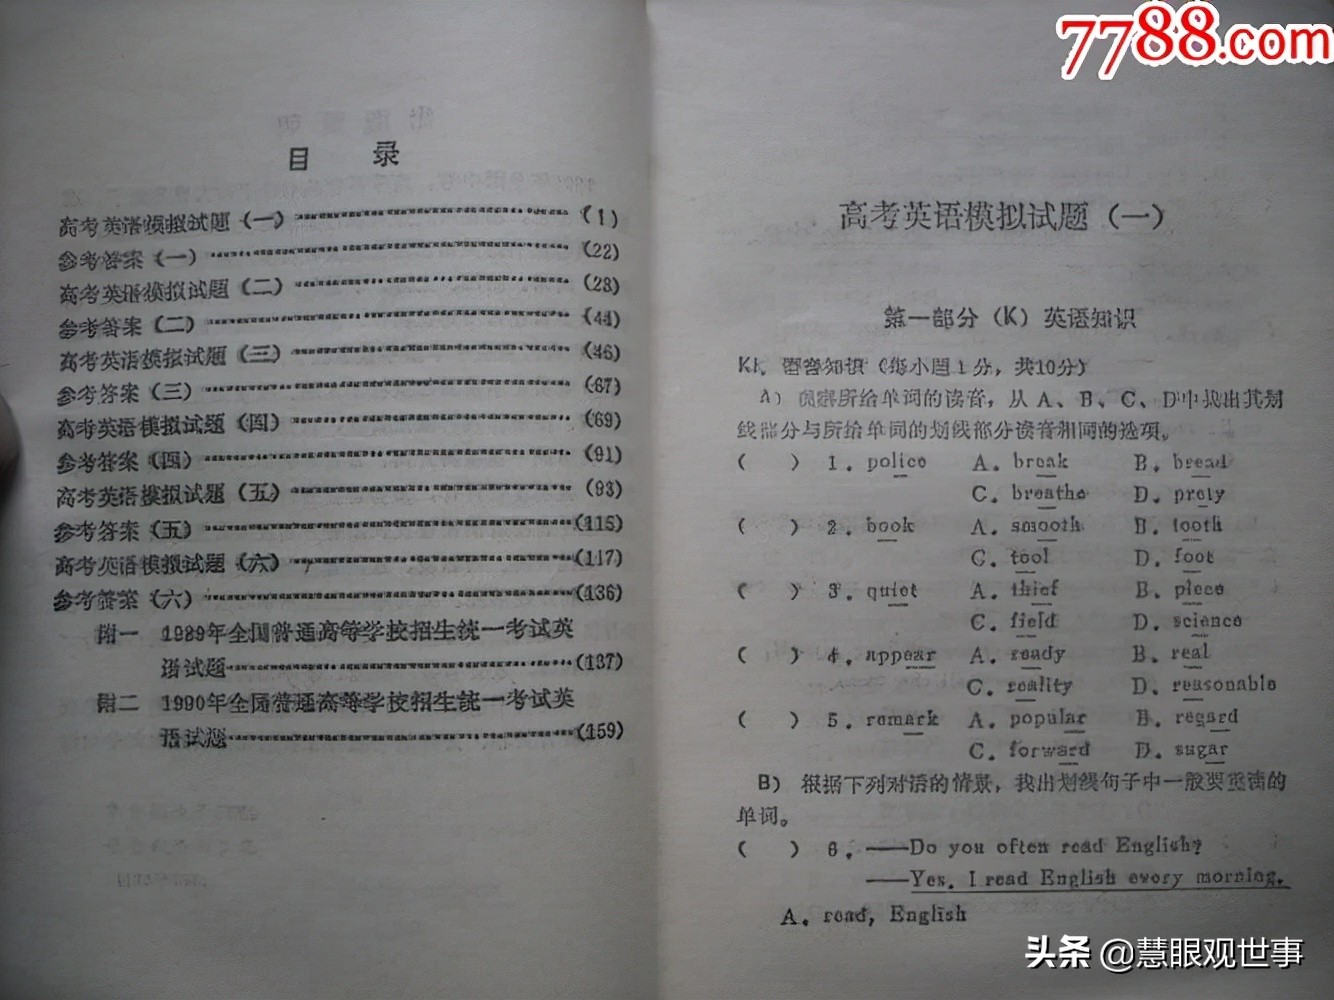 7788.com
目 录
高考英语模拟试题（一）(1)
参考答案（一）(22)
高考英语模拟试题（二）(23)
参考答案（二）(44)
高考英语模拟试题（三）(46)
参考答案（三）(67)
高考英语模拟试题（四）(69)
参考答案（四）(91)
高考英语模拟试题（五）(93)
参考答案（五）(115)
高考英语模拟试题（六）(117)
参考答案（六）(136)
附一 1989年全国普通高等学校招生统一考试英
语试题(137)
附二 1990年全国普通高等学校招生统一考试英
语试题(159)
高考英语模拟试题（一）
第一部分（K）英语知识
K1. 语音知识（每小题1分，共10分）
A）观察所给单词的读音，从 A、B、C、D中找出其划
线部分与所给单词的划线部分读音相同的选项。
( ) 1. police A. break B. bread
C. breathe D. prety
( ) 2. book A. smooth B. tooth
C. tool D. foot
( ) 3. quiet A. thief B. piece
C. field D. science
( ) 4. appear A. ready B. real
C. reality D. reasonable
( ) 5. remark A. popular B. regard
C. forward D. sugar
B）根据下列对话的情景，找出划线句子中一般要重读的
单词。
( ) 6. ——Do you often read English?
——Yes. I read English every morning.
A. read, English
头条 @慧眼观世事